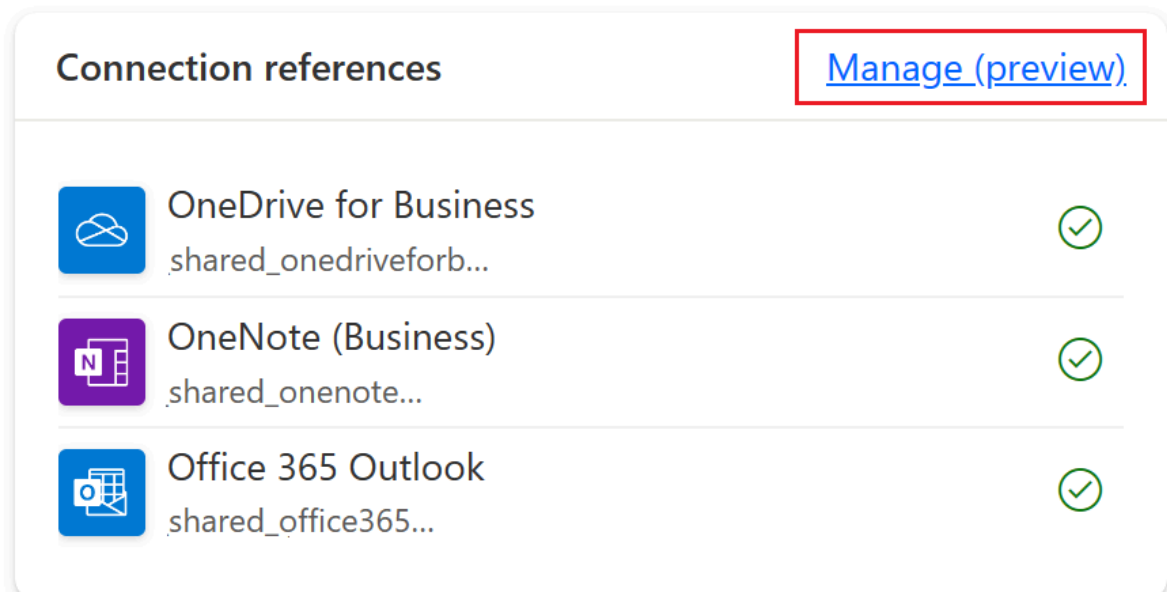 Connection references
Manage (preview)
OneDrive for Business
shared_onedriveforb...
N
OneNote (Business)
shared_onenote...
O
Office 365 Outlook
shared_office365...